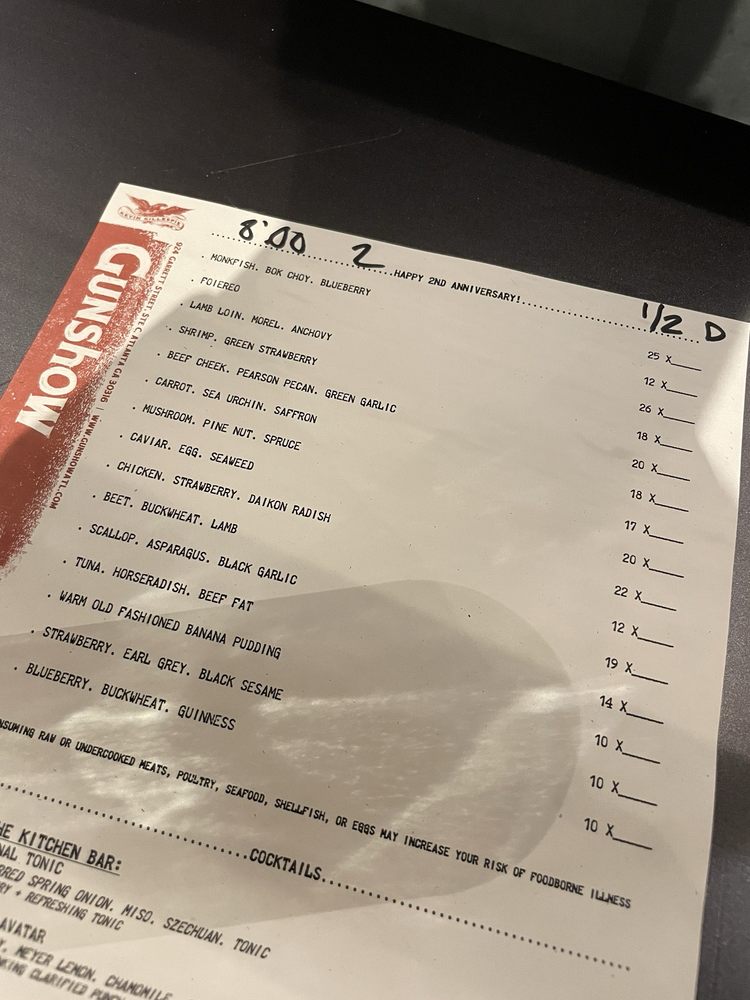 KEVIN GILLESPIE
GUNSHOW
924 GARRETT STREET, STE C ATLANTA GA 30316 | WWW.GUNSHOWATL.COM
8:00 2 HAPPY 2ND ANNIVERSARY! 1/2 D
MONKFISH. BOK CHOY. BLUEBERRY 25 X
FOIEREO 12 X
LAMB LOIN. MOREL. ANCHOVY 26 X
SHRIMP. GREEN STRAWBERRY 18 X
BEEF CHEEK. PEARSON PECAN. GREEN GARLIC 20 X
CARROT. SEA URCHIN. SAFFRON 18 X
MUSHROOM. PINE NUT. SPRUCE 17 X
CAVIAR. EGG. SEAWEED 20 X
CHICKEN. STRAWBERRY. DAIKON RADISH 22 X
BEET. BUCKWHEAT. LAMB 12 X
SCALLOP. ASPARAGUS. BLACK GARLIC 19 X
TUNA. HORSERADISH. BEEF FAT 14 X
WARM OLD FASHIONED BANANA PUDDING 10 X
STRAWBERRY. EARL GREY. BLACK SESAME 10 X
BLUEBERRY. BUCKWHEAT. GUINNESS 10 X
NSUMING RAW OR UNDERCOOKED MEATS, POULTRY, SEAFOOD, SHELLFISH, OR EGGS MAY INCREASE YOUR RISK OF FOODBORNE ILLNESS
COCKTAILS
HE KITCHEN BAR:
NAL TONIC
RRED SPRING ONION. MISO. SZECHUAN. TONIC
RY + REFRESHING TONIC
AVATAR
Y. MEYER LEMON. CHAMOMILE
NKING CLARIFIED PUNCH